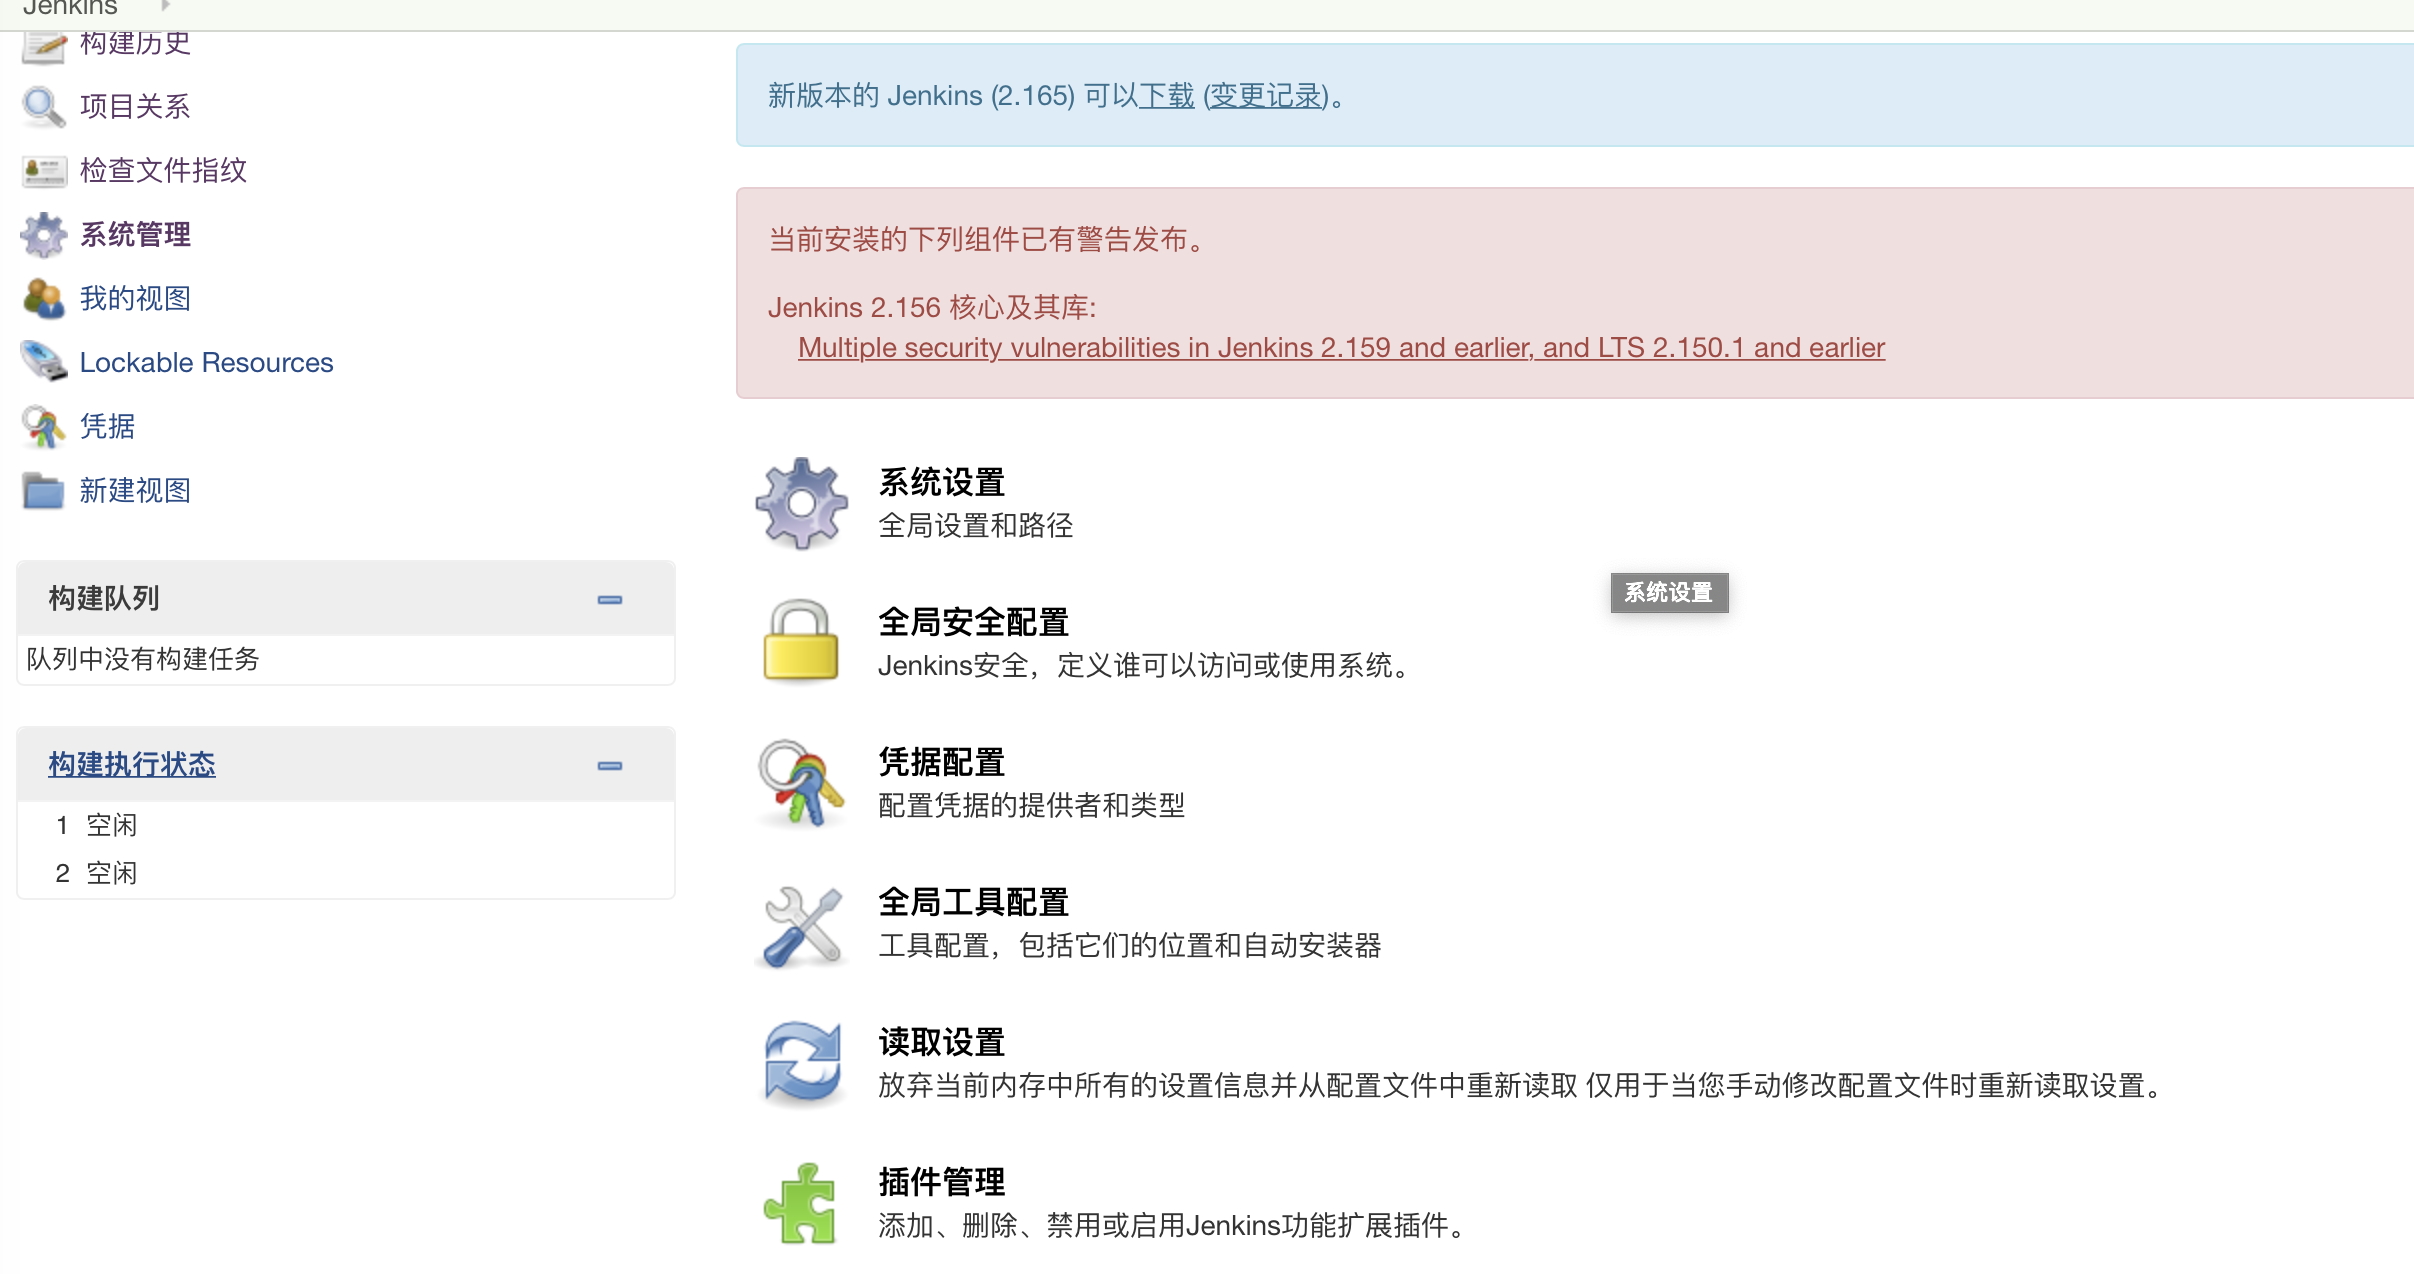 Jenkins
构建历史
项目关系
检查文件指纹
系统管理
我的视图
Lockable Resources
凭据
新建视图
构建队列
队列中没有构建任务
构建执行状态
1 空闲
2 空闲
新版本的 Jenkins (2.165) 可以下载 (变更记录)。
当前安装的下列组件已有警告发布。
Jenkins 2.156 核心及其库:
Multiple security vulnerabilities in Jenkins 2.159 and earlier, and LTS 2.150.1 and earlier
系统设置
全局设置和路径
系统设置
全局安全配置
Jenkins安全，定义谁可以访问或使用系统。
凭据配置
配置凭据的提供者和类型
全局工具配置
工具配置，包括它们的位置和自动安装器
读取设置
放弃当前内存中所有的设置信息并从配置文件中重新读取 仅用于当您手动修改配置文件时重新读取设置。
插件管理
添加、删除、禁用或启用Jenkins功能扩展插件。